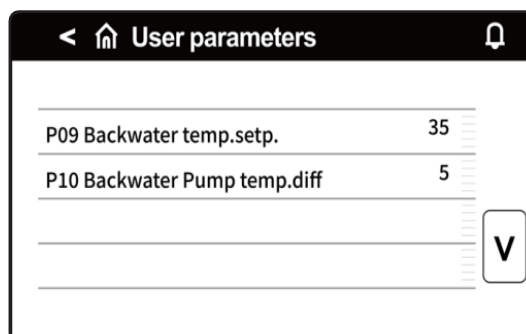 < User parameters
P09 Backwater temp.setp. 35
P10 Backwater Pump temp.diff 5
V